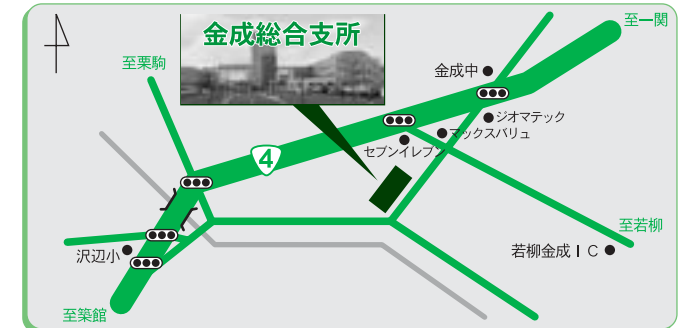 金成総合支所
至一関
至栗駒
金成中
ジオマテック
マックスバリュ
セブンイレブン
4
至若柳
若柳金成IC
沢辺小
至築館